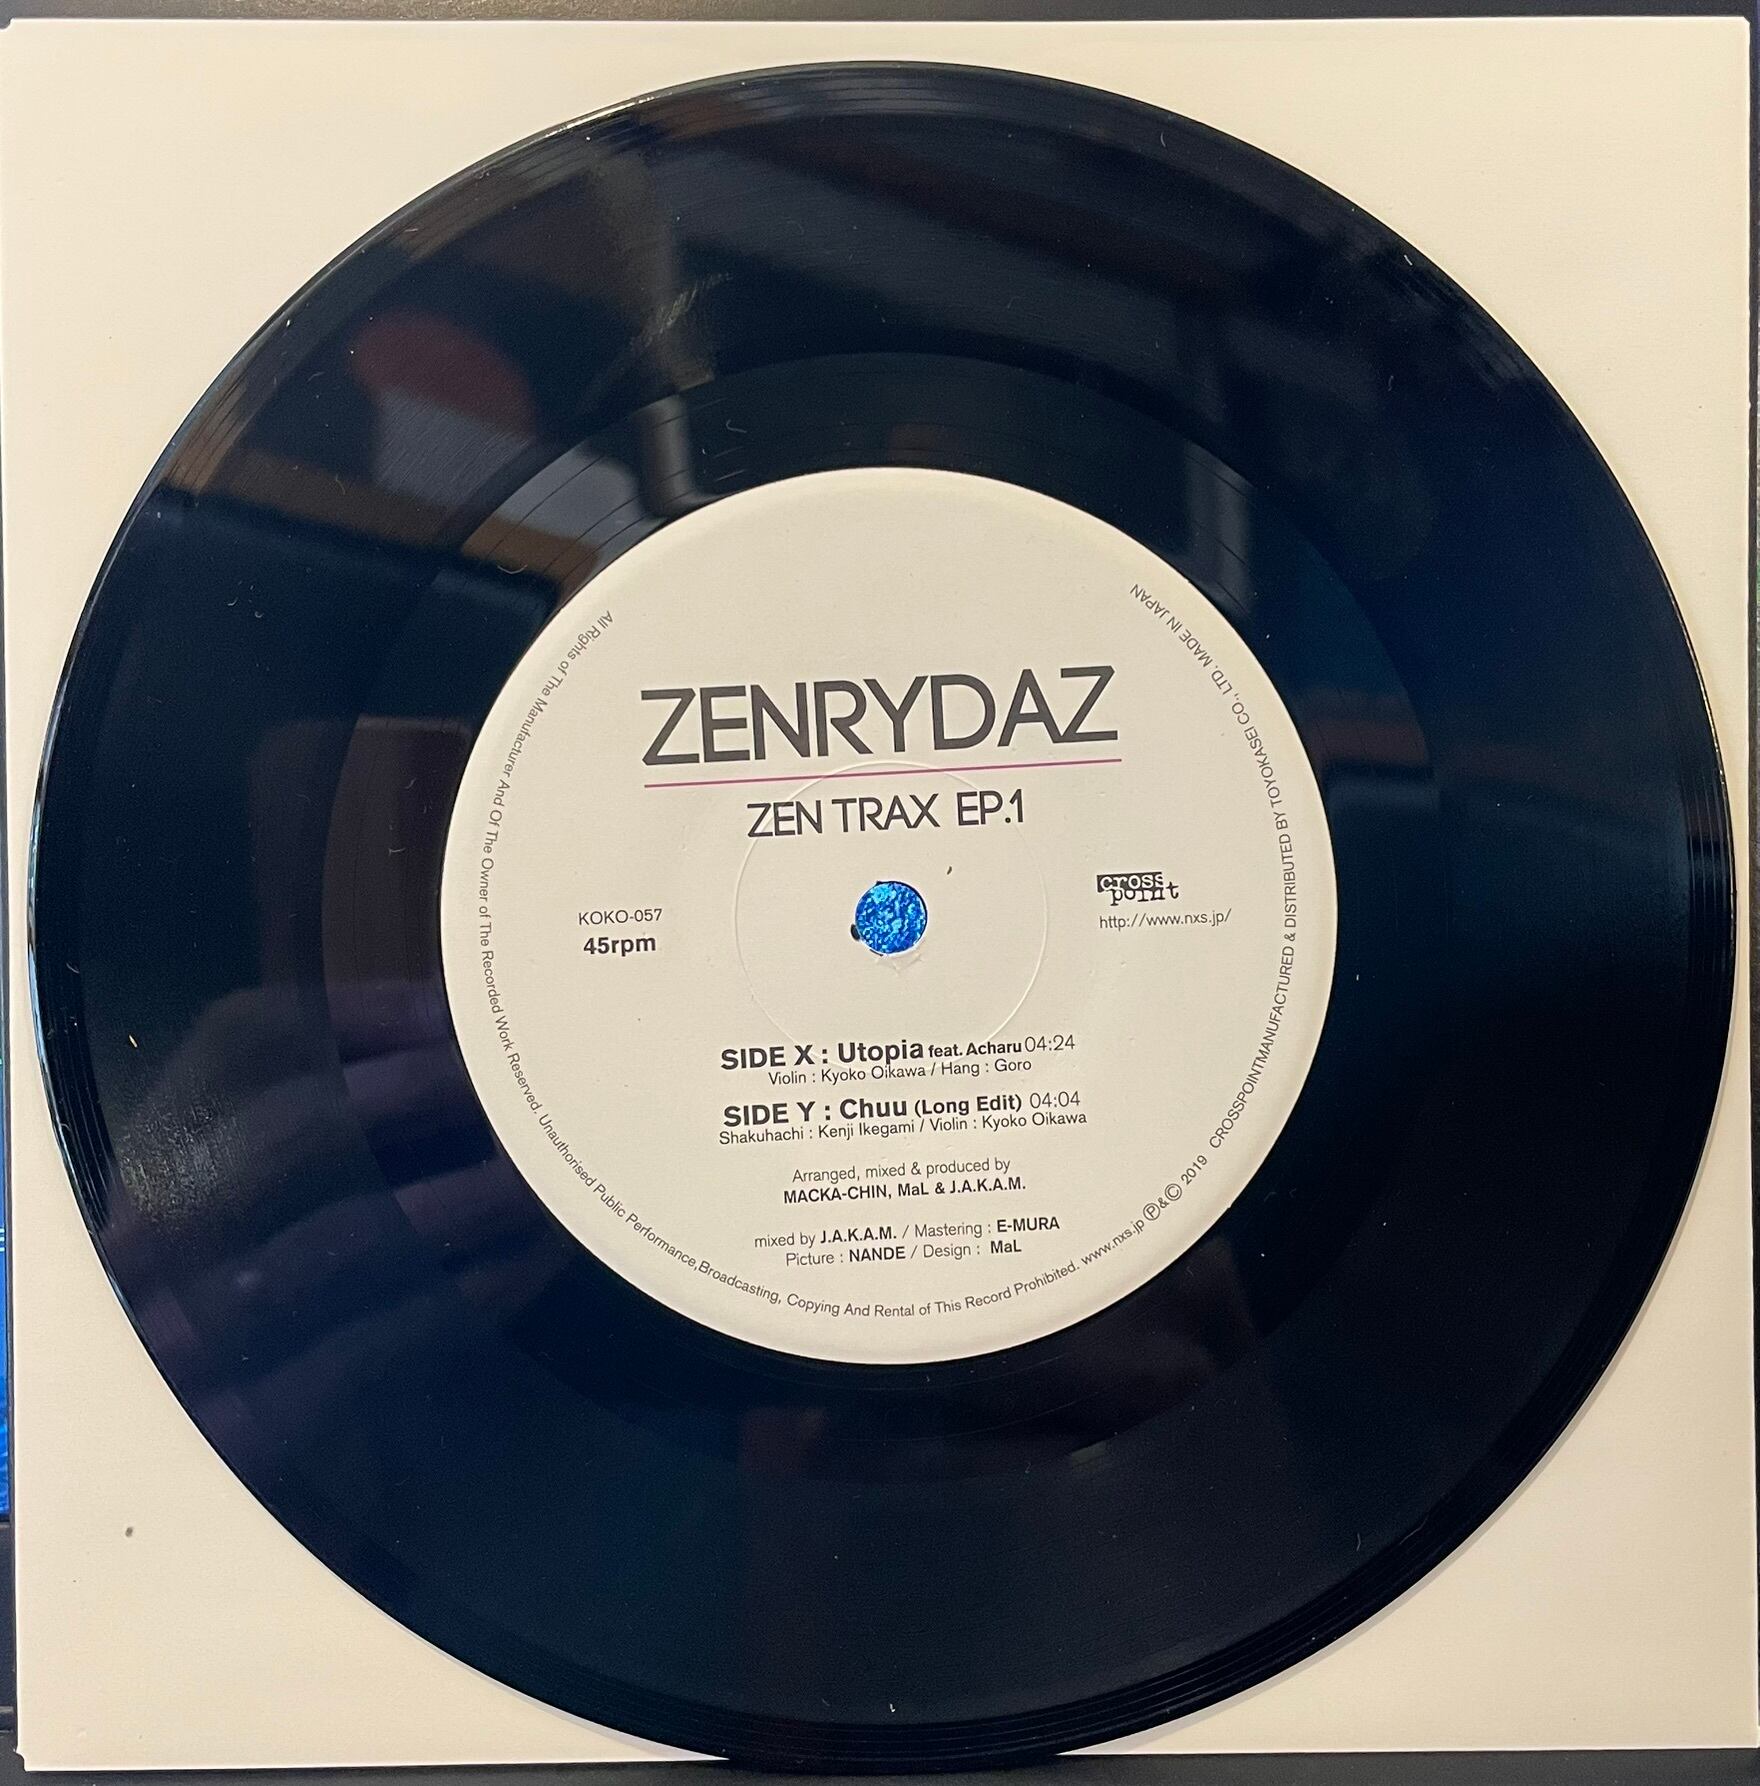 ZENRYDAZ
ZEN TRAX EP.1
KOKO-057
45rpm
cross
point
http://www.nxs.jp/
SIDE X : Utopia feat. Acharu 04:24
Violin : Kyoko Oikawa / Hang : Goro
SIDE Y : Chuu (Long Edit) 04:04
Shakuhachi : Kenji Ikegami / Violin : Kyoko Oikawa
Arranged, mixed & produced by
MACKA-CHIN, MaL & J.A.K.A.M.
mixed by J.A.K.A.M. / Mastering : E-MURA
Picture : NANDE / Design : MaL
All Rights of The Manufacturer And Of The Owner of The Recorded Work Reserved. Unauthorised Public Performance,Broadcasting, Copying And Rental of This Record Prohibited. www.nxs.jp Ⓟ&Ⓒ 2019 CROSSPOINTMANUFACTURED & DISTRIBUTED BY TOYOKASEI CO., LTD. MADE IN JAPAN